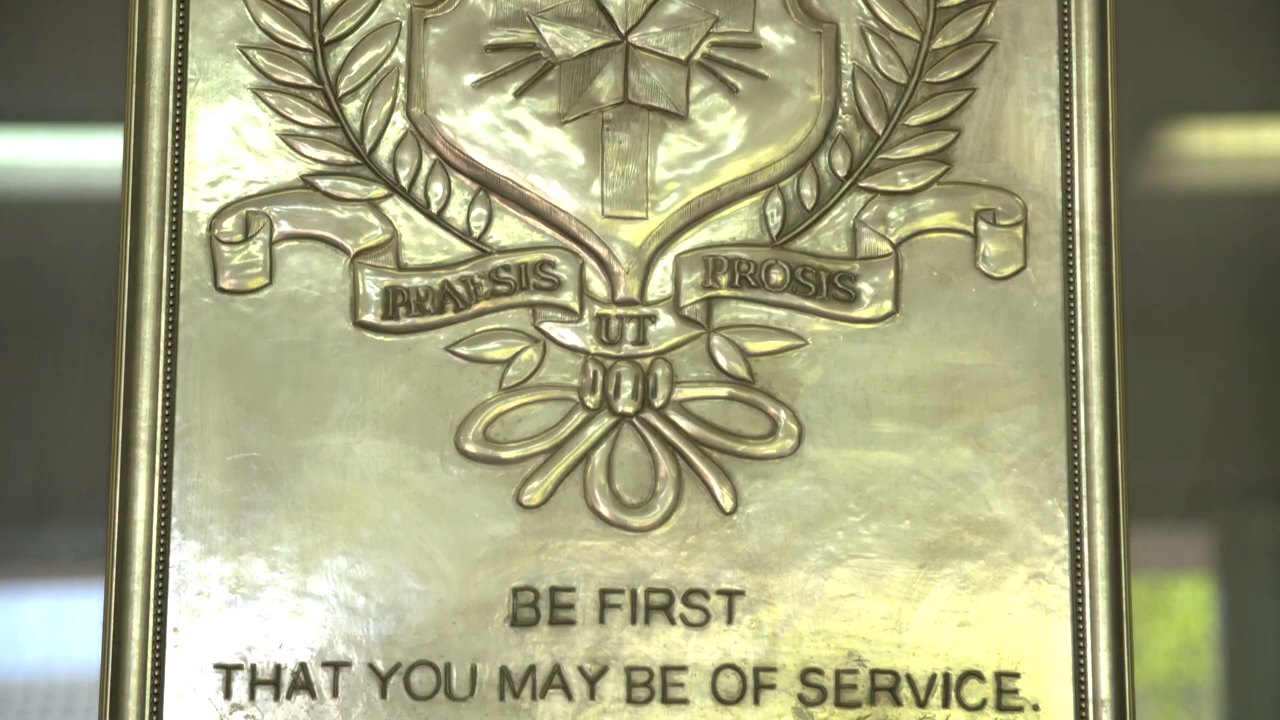 PRAESIS UT PROSIS
BE FIRST
THAT YOU MAY BE OF SERVICE.